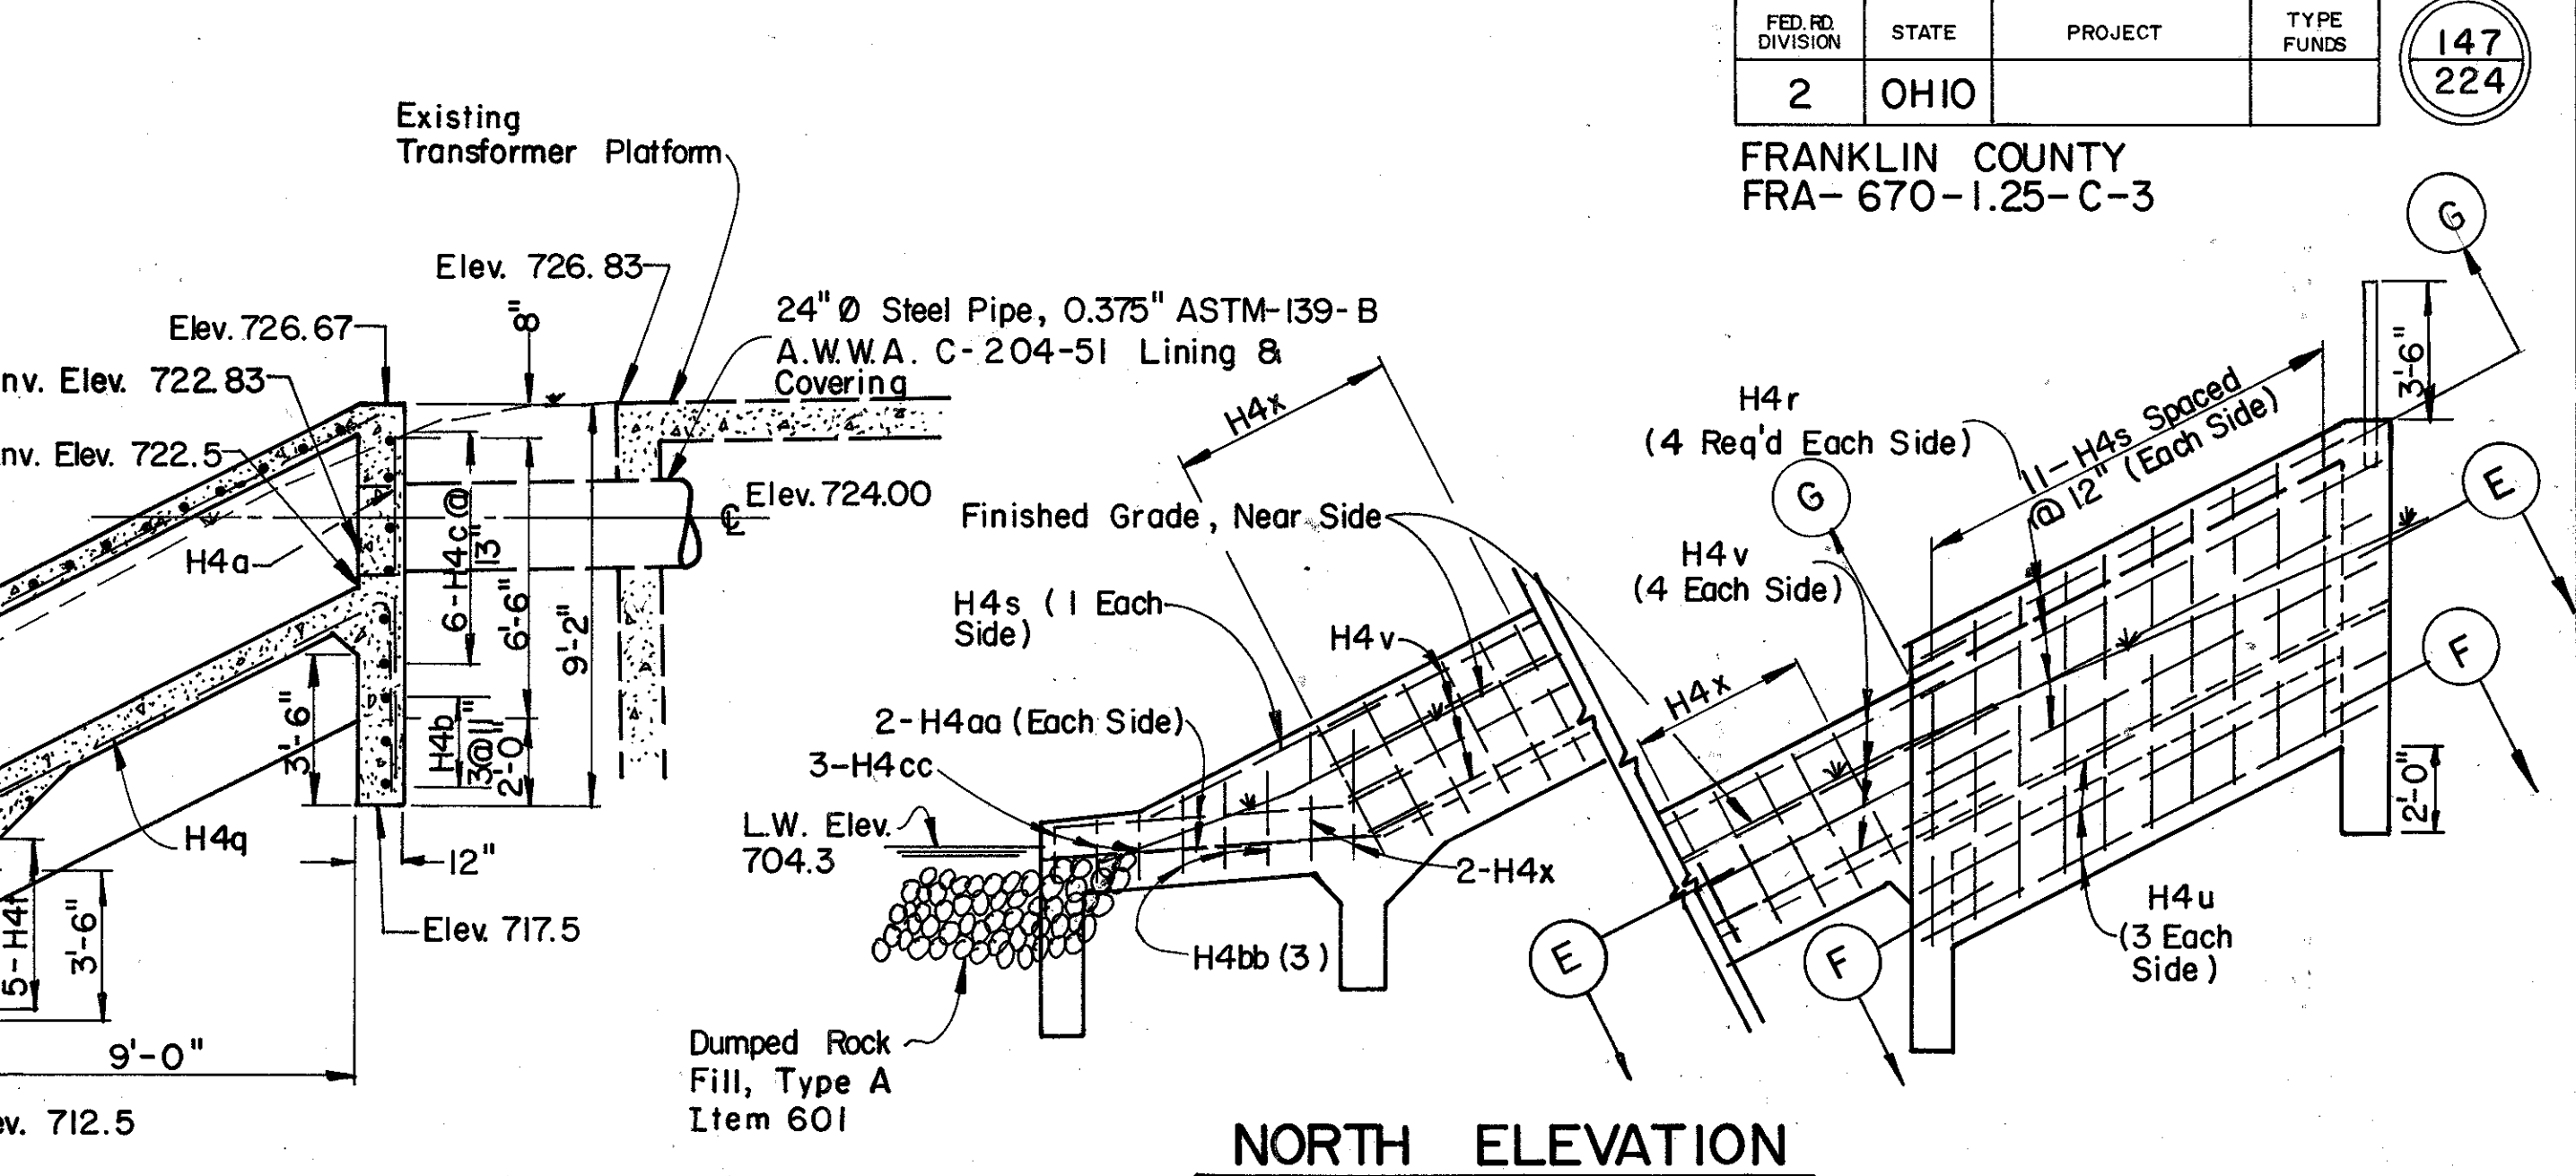 FED. RD. DIVISION
STATE
PROJECT
TYPE FUNDS
2
OHIO
147
224
FRANKLIN COUNTY
FRA-670-1.25-C-3
Existing
Transformer Platform
Elev. 726.83
Elev. 726.67
8"
24" Ø Steel Pipe, 0.375" ASTM-139-B
A.W.W.A. C-204-51 Lining &
Covering
nv. Elev. 722.83
nv. Elev. 722.5
Elev. 724.00
H4a
6-H4c@
13"
6'-6"
9'-2"
3'-6"
H4b
3@11"
2'-0"
H4q
12"
Elev. 717.5
5-H4f
3'-6"
9'-0"
ev. 712.5
H4x
Finished Grade, Near Side
H4s (1 Each
Side)
H4v
2-H4aa (Each Side)
3-H4cc
L.W. Elev.
704.3
2-H4x
H4bb (3)
Dumped Rock
Fill, Type A
Item 601
H4r
(4 Req'd Each Side)
G
G
H4v
(4 Each Side)
H4x
11-H4s Spaced
@ 12" (Each Side)
3'-6"
E
F
2'-0"
H4u
(3 Each
Side)
E
F
NORTH ELEVATION